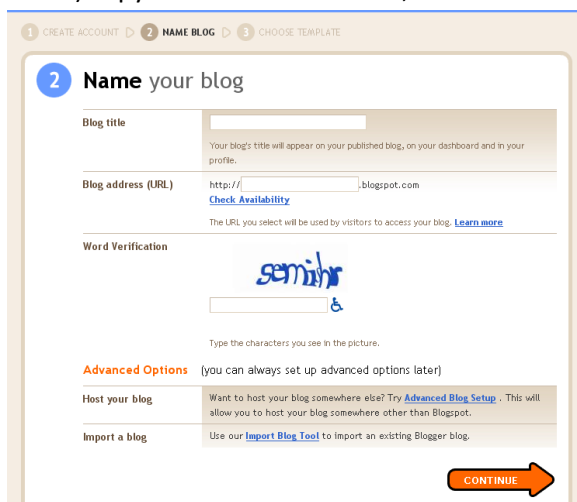 1 CREATE ACCOUNT 2 NAME BLOG 3 CHOOSE TEMPLATE
2 Name your blog
Blog title
Your blog's title will appear on your published blog, on your dashboard and in your
profile.
Blog address (URL) http:// .blogspot.com
Check Availability
The URL you select will be used by visitors to access your blog. Learn more
Word Verification
Type the characters you see in the picture.
Advanced Options (you can always set up advanced options later)
Host your blog Want to host your blog somewhere else? Try Advanced Blog Setup . This will
allow you to host your blog somewhere other than Blogspot.
Import a blog Use our Import Blog Tool to import an existing Blogger blog.
CONTINUE